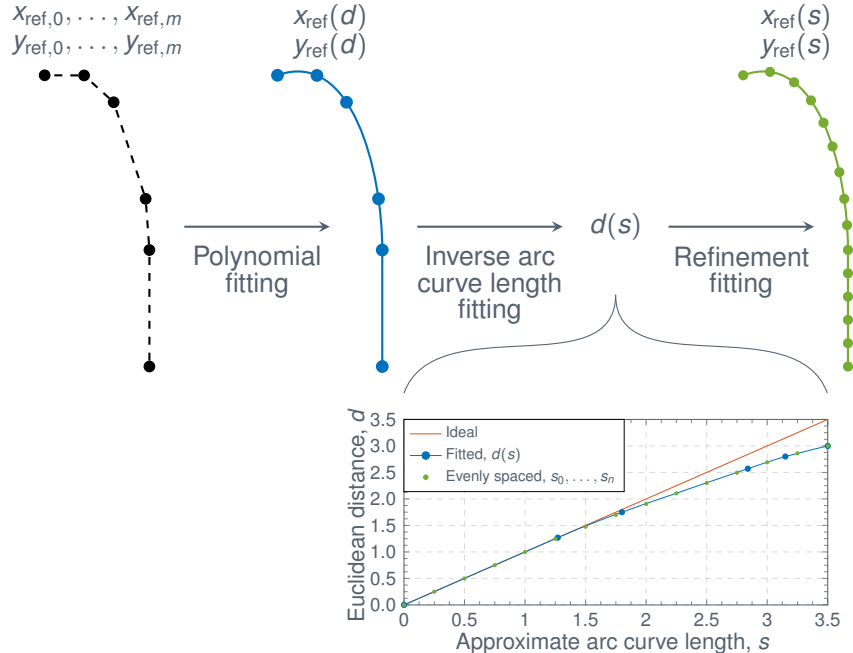 x_ref,0, . . . , x_ref,m
y_ref,0, . . . , y_ref,m
x_ref(d)
y_ref(d)
x_ref(s)
y_ref(s)
Polynomial
fitting
Inverse arc
curve length
fitting
d(s)
Refinement
fitting
Euclidean distance, d
3.5
3.0
2.5
2.0
1.5
1.0
0.5
0.0
Ideal
Fitted, d(s)
Evenly spaced, s_0, . . . , s_n
0 0.5 1 1.5 2 2.5 3 3.5
Approximate arc curve length, s